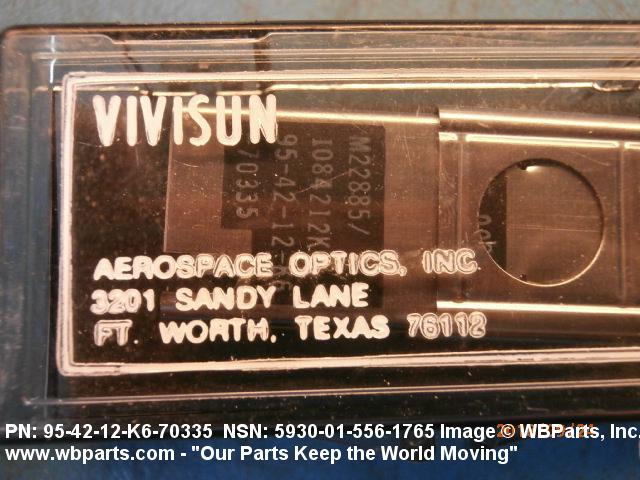 VIVISUN
M22885/
95-42-12
70335
AEROSPACE OPTICS, INC
3201 SANDY LANE
FT. WORTH, TEXAS 76112
PN: 95-42-12-K6-70335 NSN: 5930-01-556-1765 Image © WBParts, Inc.
www.wbparts.com - "Our Parts Keep the World Moving"